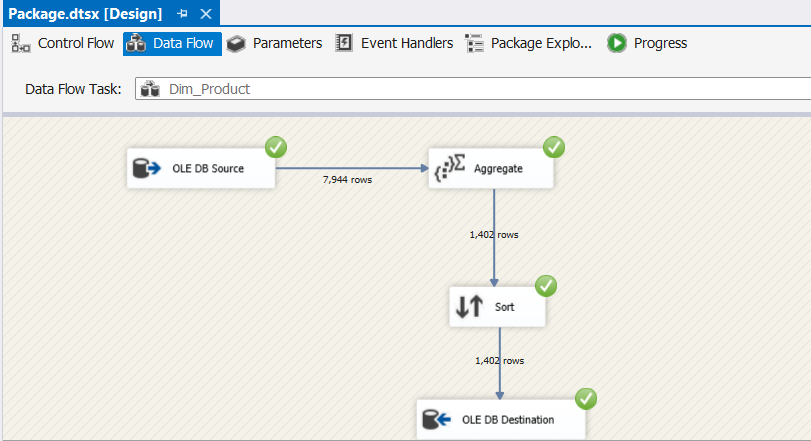 Package.dtsx [Design]
Control Flow Data Flow Parameters Event Handlers Package Explo... Progress
Data Flow Task: Dim_Product
OLE DB Source
7,944 rows
Aggregate
1,402 rows
Sort
1,402 rows
OLE DB Destination